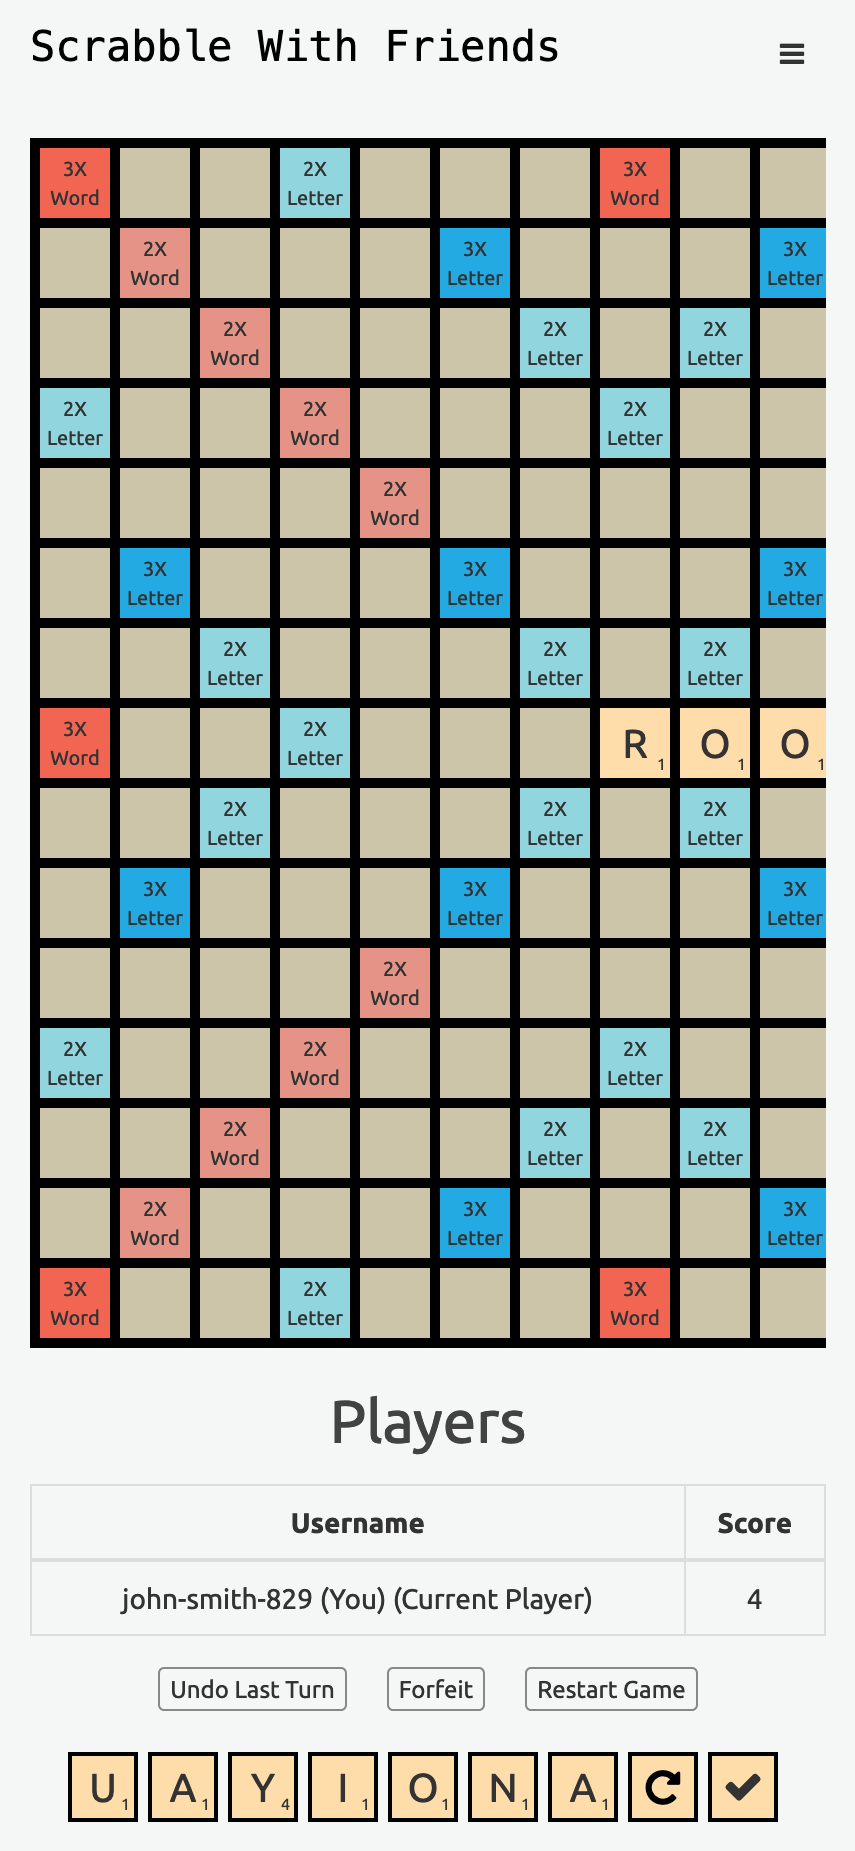 Scrabble With Friends
3X Word 2X Letter 3X Word
2X Word 3X Letter 3X Letter
2X Word 2X Letter 2X Letter
2X Letter 2X Word 2X Letter
2X Word
3X Letter 3X Letter 3X Letter
2X Letter 2X Letter 2X Letter
3X Word 2X Letter R 1 O 1 O 1
2X Letter 2X Letter 2X Letter
3X Letter 3X Letter 3X Letter
2X Word
2X Letter 2X Word 2X Letter
2X Word 2X Letter 2X Letter
2X Word 3X Letter 3X Letter
3X Word 2X Letter 3X Word
Players
Username Score
john-smith-829 (You) (Current Player) 4
Undo Last Turn Forfeit Restart Game
U 1 A 1 Y 4 I 1 O 1 N 1 A 1